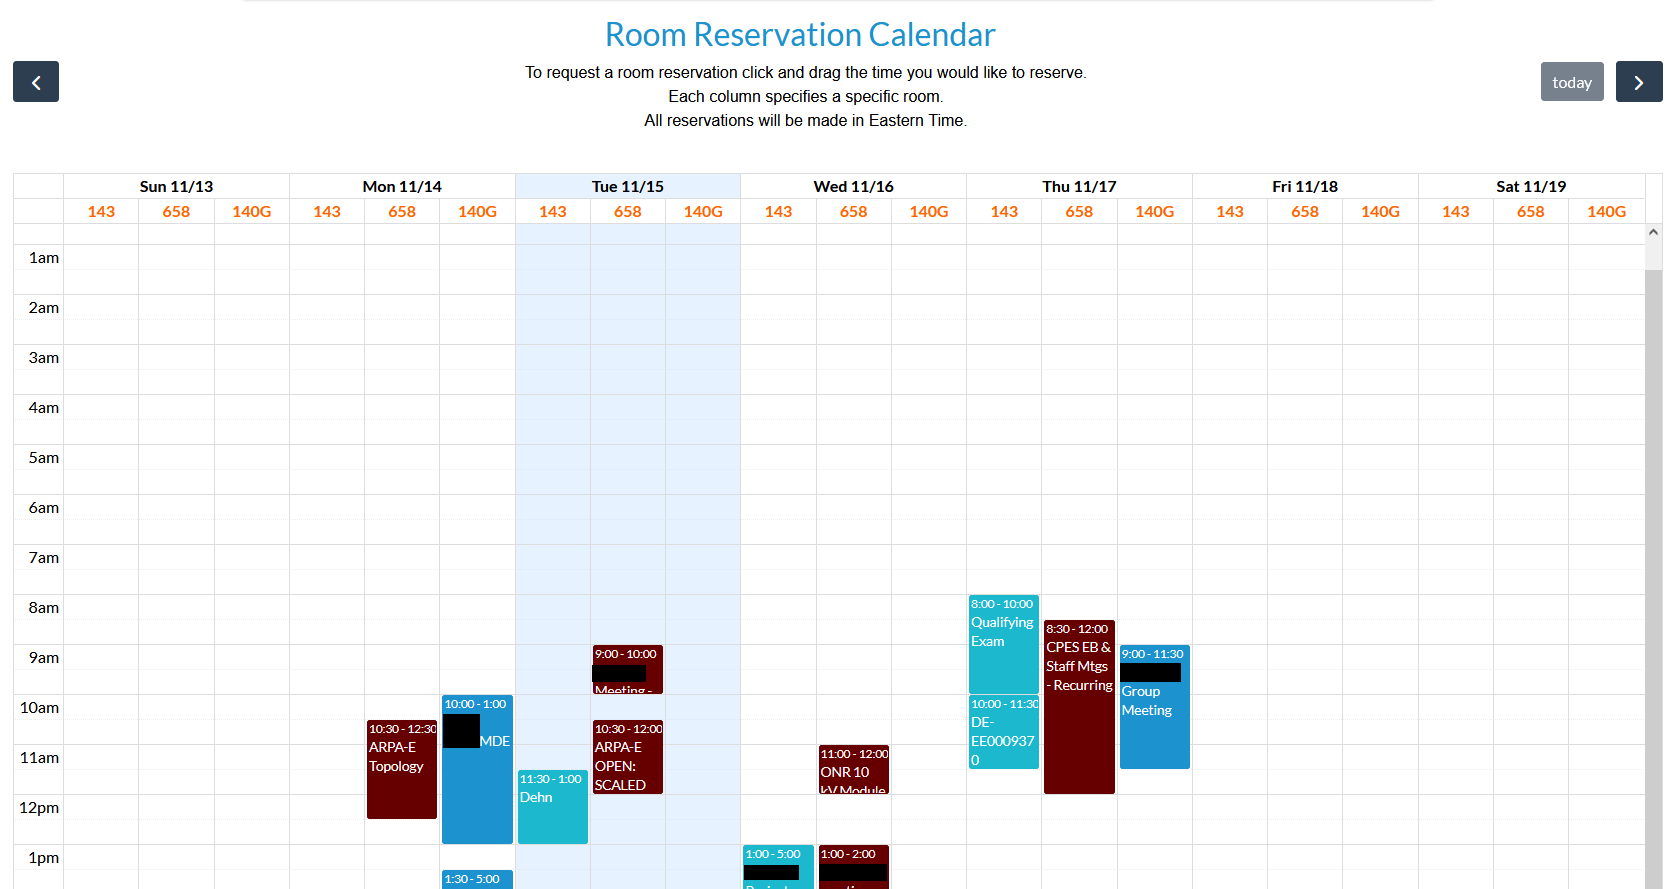 Room Reservation Calendar
To request a room reservation click and drag the time you would like to reserve.
Each column specifies a specific room.
All reservations will be made in Eastern Time.
today
Sun 11/13
Mon 11/14
Tue 11/15
Wed 11/16
Thu 11/17
Fri 11/18
Sat 11/19
143 658 140G 143 658 140G 143 658 140G 143 658 140G 143 658 140G 143 658 140G 143 658 140G
1am
2am
3am
4am
5am
6am
7am
8am
9am
10am
11am
12pm
1pm
10:30 - 12:30
ARPA-E
Topology
10:00 - 1:00
MDE
1:30 - 5:00
11:30 - 1:00
Dehn
9:00 - 10:00
Meeting -
10:30 - 12:00
ARPA-E
OPEN:
SCALED
1:00 - 5:00
11:00 - 12:00
ONR 10
kV Module
1:00 - 2:00
8:00 - 10:00
Qualifying
Exam
10:00 - 11:30
DE-
EE000937
0
8:30 - 12:00
CPES EB &
Staff Mtgs
- Recurring
9:00 - 11:30
Group
Meeting